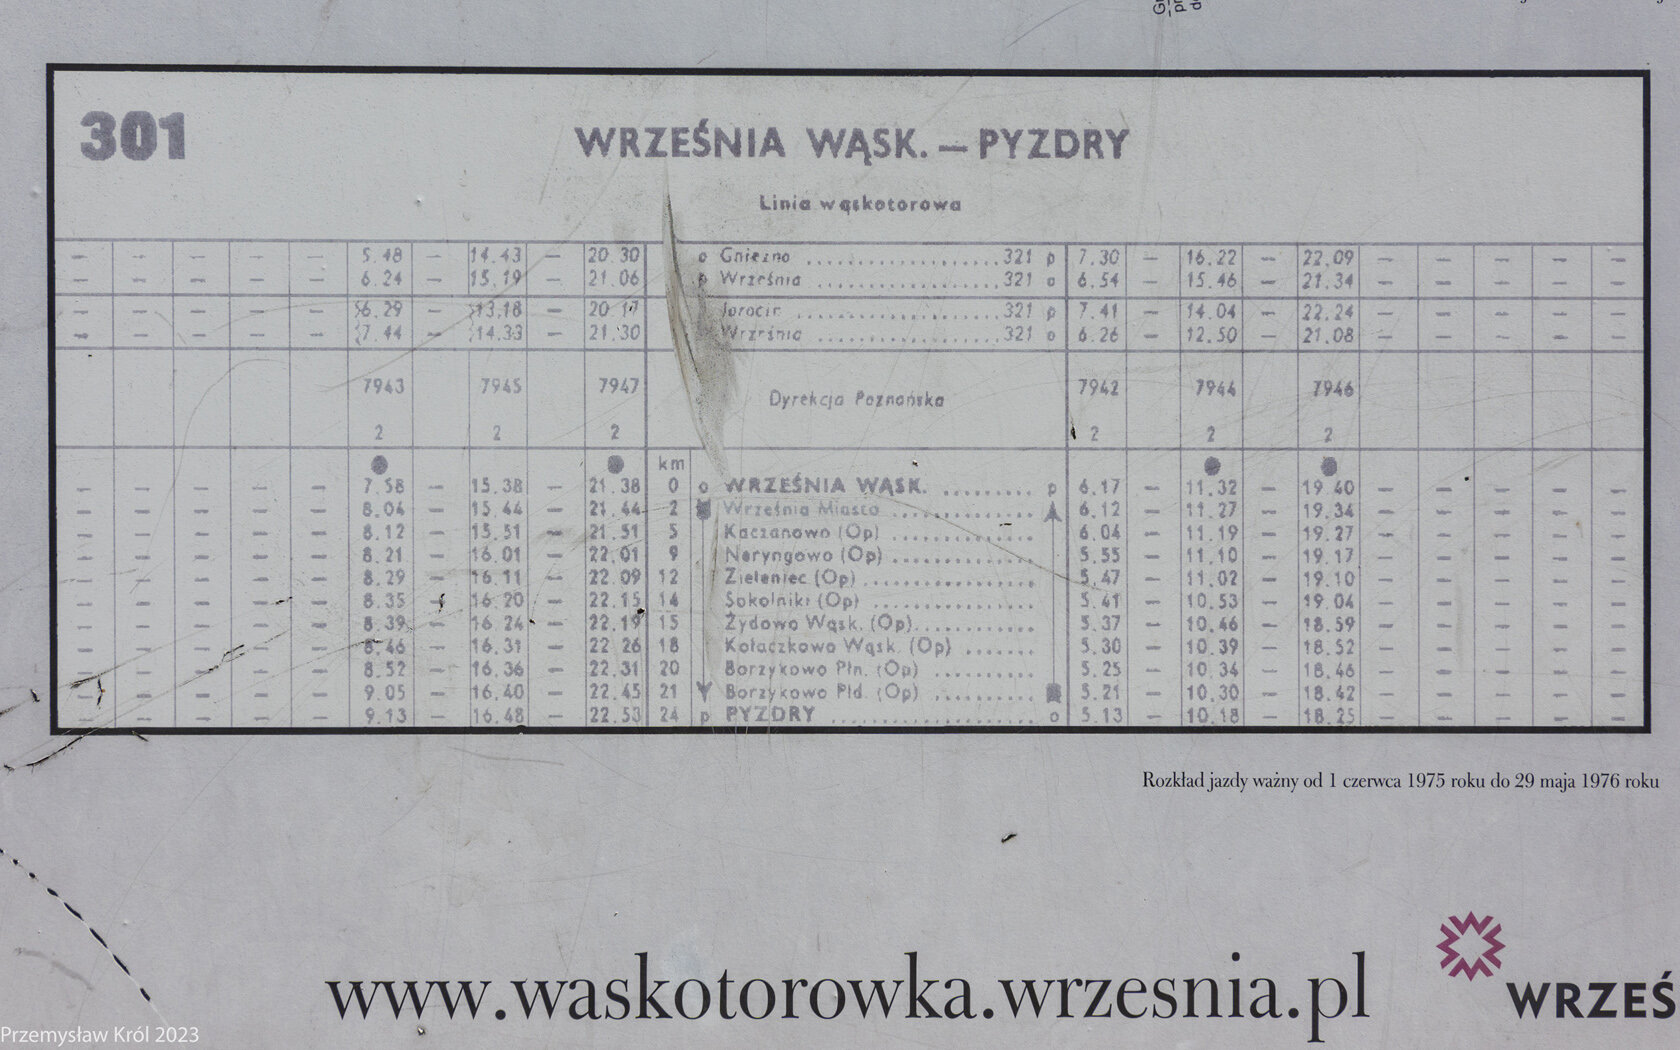 301
WRZEŚNIA WĄSK. — PYZDRY
Linia wąskotorowa
— — — — — 5.48 — 14.43 — 20.30 o Gniezno ........................ 321 p 7.30 — 16.22 — 22.09 — — — — —
— — — — — 6.24 — 15.19 — 21.06 p Września ...................... 321 o 6.54 — 15.46 — 21.34 — — — — —
— — — — — 6.29 — 13.18 — 20.17 Jarocin ......................... 321 p 7.41 — 14.04 — 22.24 — — — — —
— — — — — 7.44 — 14.33 — 21.30 Września ...................... 321 o 6.26 — 12.50 — 21.08 — — — — —
7943 7945 7947 Dyrekcja Poznańska 7942 7944 7946
2 2 2 2 2 2
km
— — — — — 7.58 — 15.38 — 21.38 0 o WRZEŚNIA WĄSK. ......... p 6.17 — 11.32 — 19.40 — — — — —
— — — — — 8.04 — 15.44 — 21.44 2 Września Miasto .............. 6.12 — 11.27 — 19.34 — — — — —
— — — — — 8.12 — 15.51 — 21.51 5 Kaczanowo (Op) .............. 6.04 — 11.19 — 19.27 — — — — —
— — — — — 8.21 — 16.01 — 22.01 9 Neryngowo (Op) .............. 5.55 — 11.10 — 19.17 — — — — —
— — — — — 8.29 — 16.11 — 22.09 12 Zieleniec (Op) ................. 5.47 — 11.02 — 19.10 — — — — —
— — — — — 8.35 — 16.20 — 22.15 14 Sokolniki (Op) ................ 5.41 — 10.53 — 19.04 — — — — —
— — — — — 8.39 — 16.24 — 22.19 15 Żydowo Wąsk. (Op)............ 5.37 — 10.46 — 18.59 — — — — —
— — — — — 8.46 — 16.31 — 22.26 18 Kołaczkowo Wąsk. (Op) ....... 5.30 — 10.39 — 18.52 — — — — —
— — — — — 8.52 — 16.36 — 22.31 20 Borzykowo Płn. (Op) .......... 5.25 — 10.34 — 18.46 — — — — —
— — — — — 9.05 — 16.40 — 22.45 21 Borzykowo Płd. (Op) .......... 5.21 — 10.30 — 18.42 — — — — —
— — — — — 9.13 — 16.48 — 22.53 24 p PYZDRY .................... o 5.13 — 10.18 — 18.25 — — — — —
Rozkład jazdy ważny od 1 czerwca 1975 roku do 29 maja 1976 roku
www.waskotorowka.wrzesnia.pl
WRZEŚ
Przemysław Król 2023